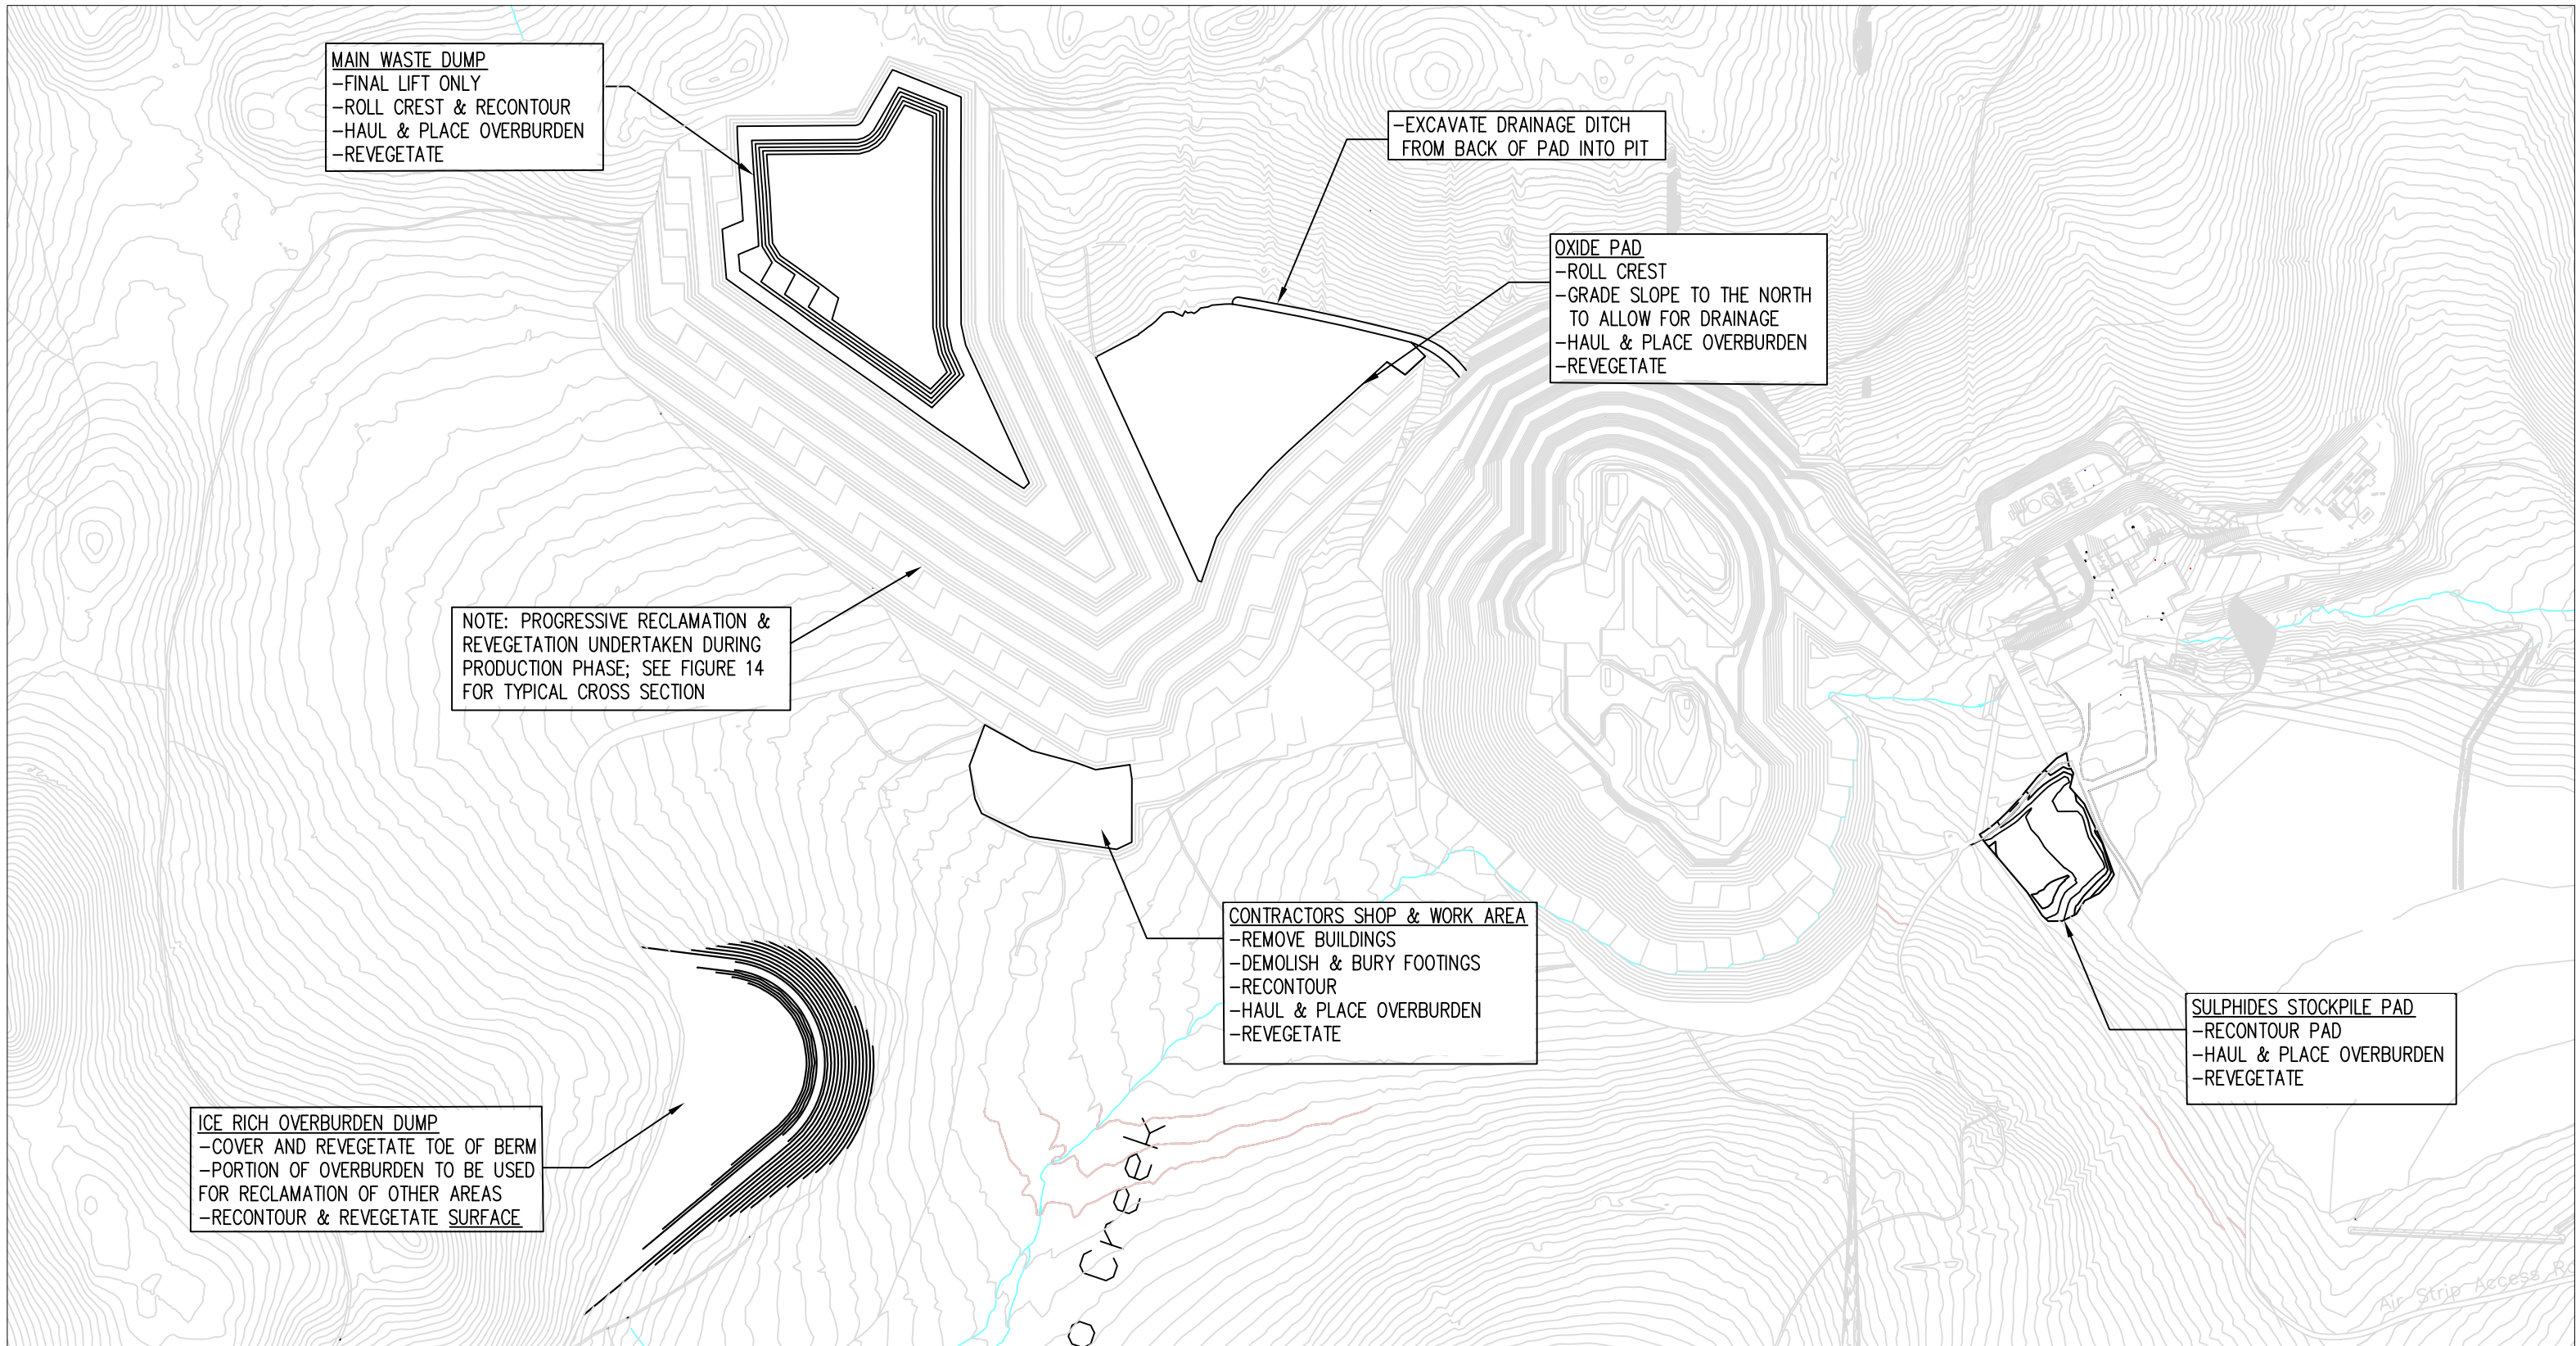 MAIN WASTE DUMP
-FINAL LIFT ONLY
-ROLL CREST & RECONTOUR
-HAUL & PLACE OVERBURDEN
-REVEGETATE
-EXCAVATE DRAINAGE DITCH
FROM BACK OF PAD INTO PIT
OXIDE PAD
-ROLL CREST
-GRADE SLOPE TO THE NORTH
TO ALLOW FOR DRAINAGE
-HAUL & PLACE OVERBURDEN
-REVEGETATE
NOTE: PROGRESSIVE RECLAMATION &
REVEGETATION UNDERTAKEN DURING
PRODUCTION PHASE; SEE FIGURE 14
FOR TYPICAL CROSS SECTION
CONTRACTORS SHOP & WORK AREA
-REMOVE BUILDINGS
-DEMOLISH & BURY FOOTINGS
-RECONTOUR
-HAUL & PLACE OVERBURDEN
-REVEGETATE
SULPHIDES STOCKPILE PAD
-RECONTOUR PAD
-HAUL & PLACE OVERBURDEN
-REVEGETATE
ICE RICH OVERBURDEN DUMP
-COVER AND REVEGETATE TOE OF BERM
-PORTION OF OVERBURDEN TO BE USED
FOR RECLAMATION OF OTHER AREAS
-RECONTOUR & REVEGETATE SURFACE
o Creek
Air Strip Access